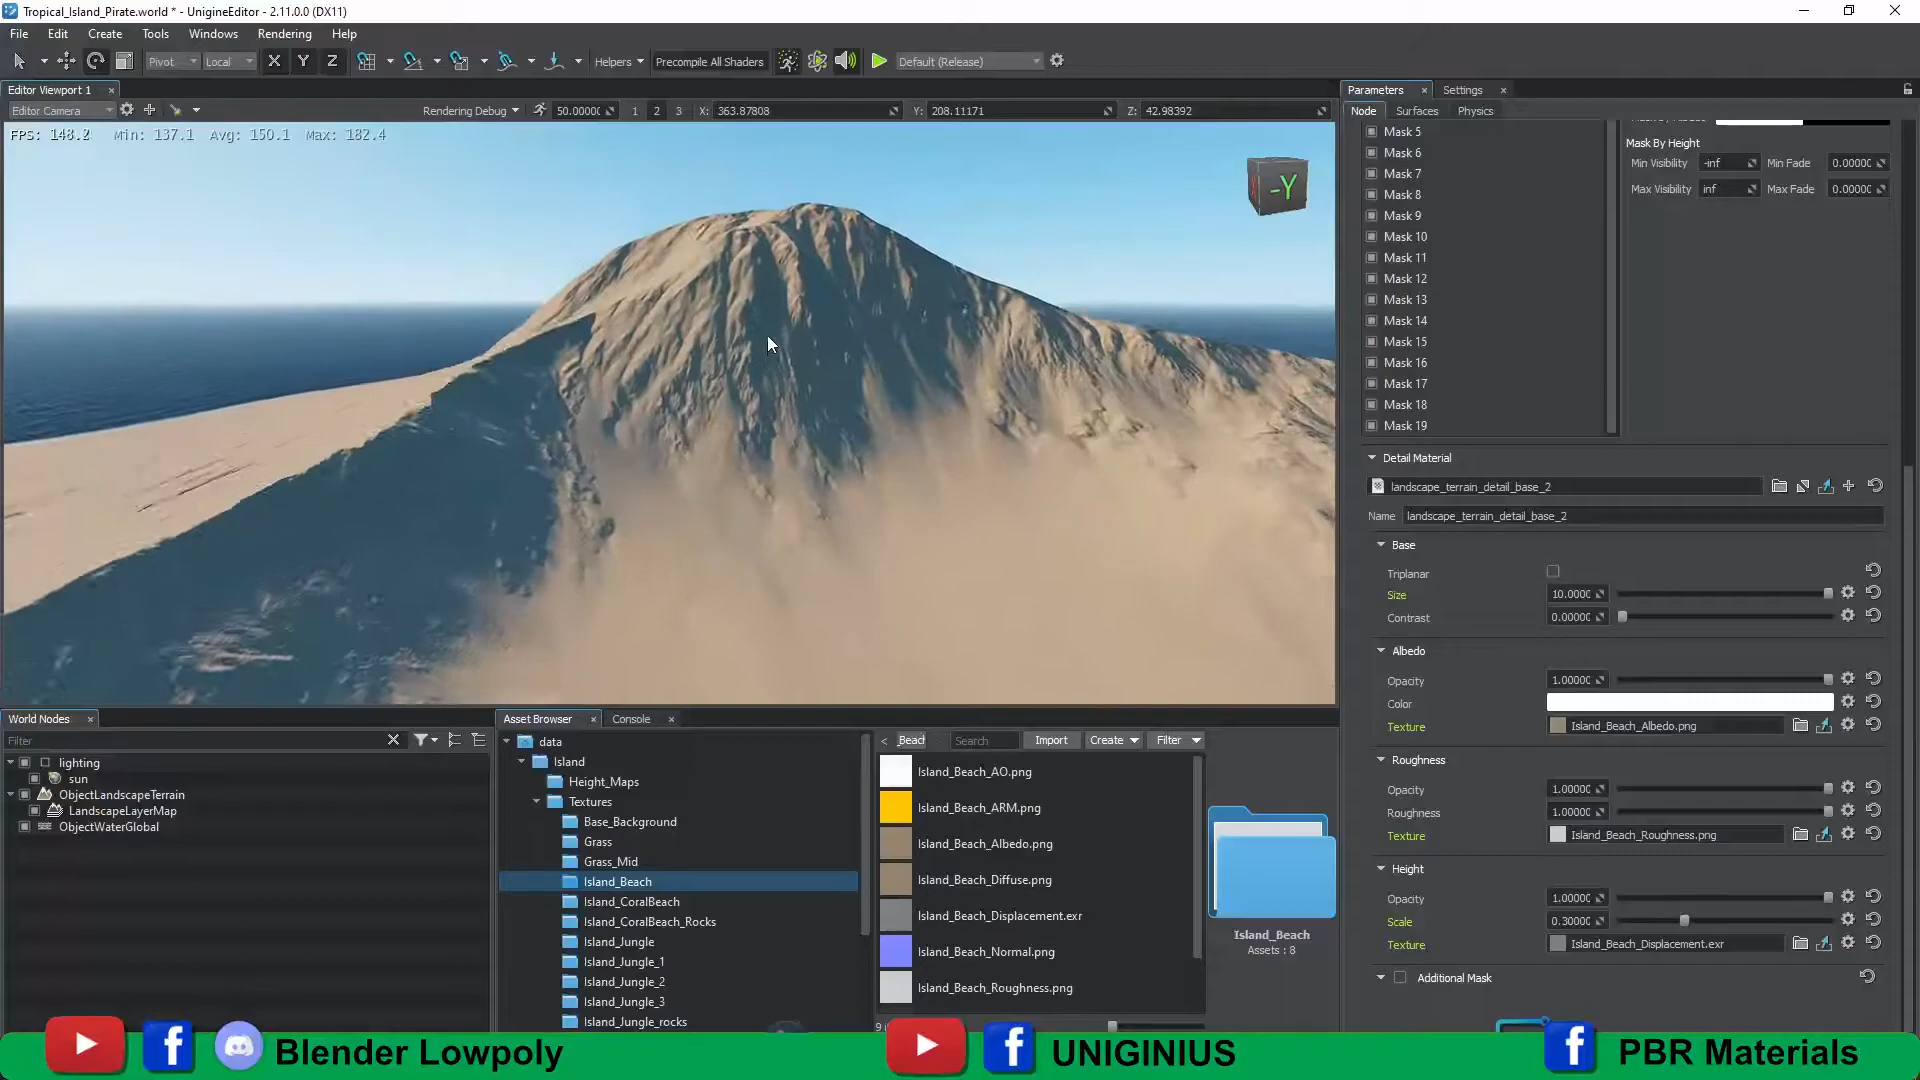 Tropical_Island_Pirate.world * - UnigineEditor - 2.11.0.0 (DX11)
File Edit Create Tools Windows Rendering Help
Pivot Local X Y Z Helpers Precompile All Shaders Default (Release)
Editor Viewport 1
Editor Camera Rendering Debug 50.0000( 1 2 3 X: 363.87808 Y: 208.11171 Z: 42.98392
FPS: 148.2 Min: 137.1 Avg: 150.1 Max: 182.4
-Y
Parameters Settings
Node Surfaces Physics
Mask 5
Mask 6
Mask 7
Mask 8
Mask 9
Mask 10
Mask 11
Mask 12
Mask 13
Mask 14
Mask 15
Mask 16
Mask 17
Mask 18
Mask 19
Mask By Height
Min Visibility -inf Min Fade 0.0000(
Max Visibility inf Max Fade 0.0000(
Detail Material
landscape_terrain_detail_base_2
Name landscape_terrain_detail_base_2
Base
Triplanar
Size 10.0000
Contrast 0.0000(
Albedo
Opacity 1.0000(
Color
Texture Island_Beach_Albedo.png
Roughness
Opacity 1.0000(
Roughness 1.0000(
Texture Island_Beach_Roughness.png
Height
Opacity 1.0000(
Scale 0.3000(
Texture Island_Beach_Displacement.exr
Additional Mask
World Nodes
Filter
lighting
sun
ObjectLandscapeTerrain
LandscapeLayerMap
ObjectWaterGlobal
Asset Browser Console
data
Island
Height_Maps
Textures
Base_Background
Grass
Grass_Mid
Island_Beach
Island_CoralBeach
Island_CoralBeach_Rocks
Island_Jungle
Island_Jungle_1
Island_Jungle_2
Island_Jungle_3
Island_Jungle_rocks
< Beach Search Import Create Filter
Island_Beach_AO.png
Island_Beach_ARM.png
Island_Beach_Albedo.png
Island_Beach_Diffuse.png
Island_Beach_Displacement.exr
Island_Beach_Normal.png
Island_Beach_Roughness.png
Island_Beach
Assets : 8
Blender Lowpoly
UNIGINIUS
PBR Materials